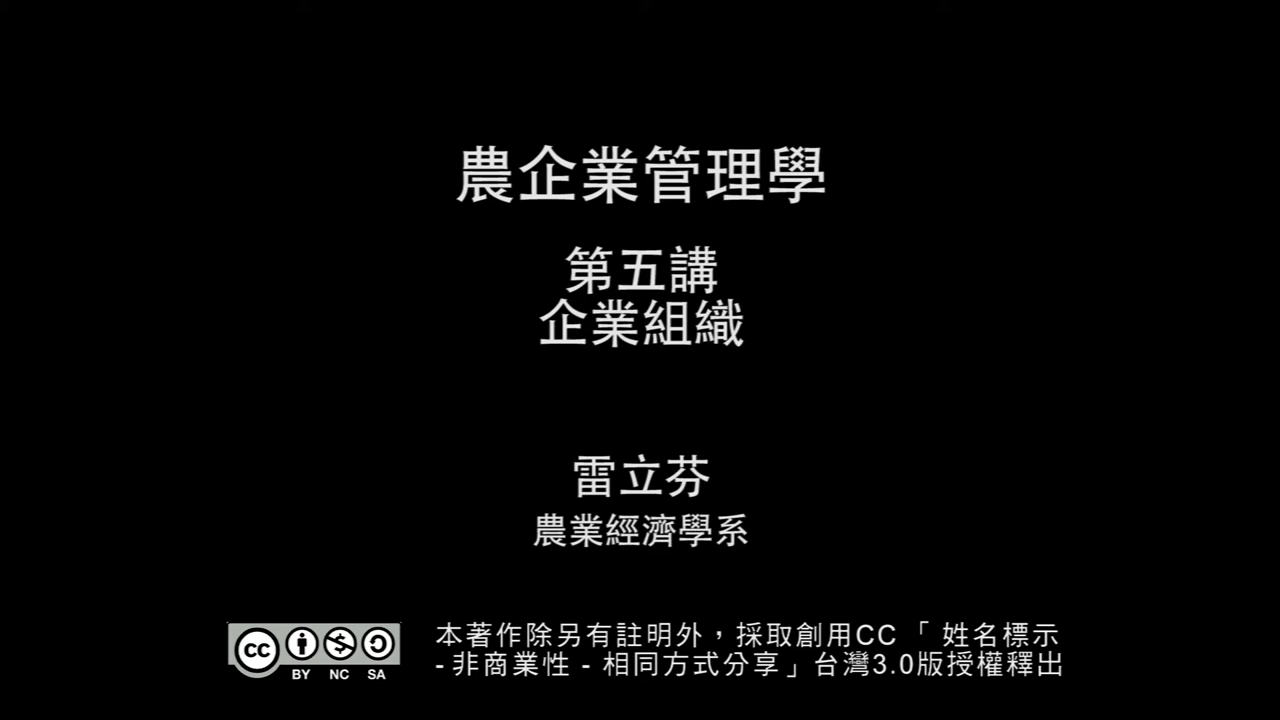 農企業管理學
第五講
企業組織
雷立芬
農業經濟學系
cc
BY NC SA
本著作除另有註明外，採取創用CC「 姓名標示
- 非商業性 - 相同方式分享」台灣3.0版授權釋出